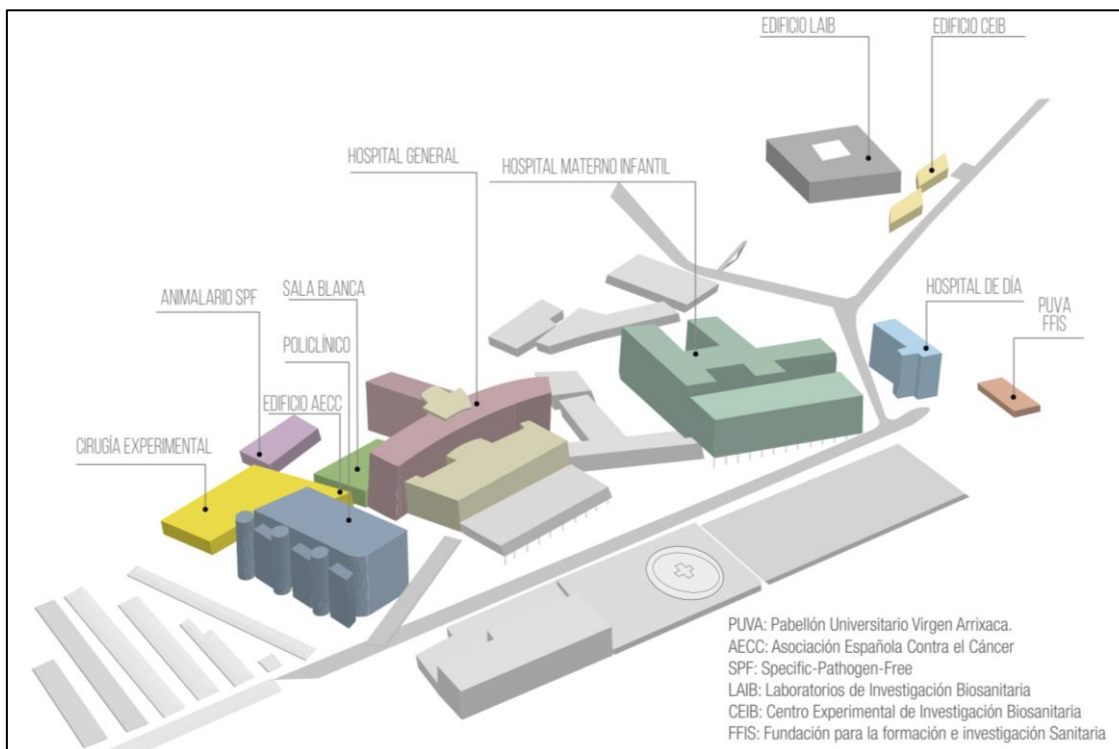 EDIFICIO LAIB
EDIFICIO CEIB
HOSPITAL GENERAL
HOSPITAL MATERNO INFANTIL
ANIMALARIO SPF
SALA BLANCA
HOSPITAL DE DÍA
PUVA
FFIS
POLICLÍNICO
EDIFICIO AECC
CIRUGÍA EXPERIMENTAL
PUVA: Pabellón Universitario Virgen Arrixaca.
AECC: Asociación Española Contra el Cáncer
SPF: Specific-Pathogen-Free
LAIB: Laboratorios de Investigación Biosanitaria
CEIB: Centro Experimental de Investigación Biosanitaria
FFIS: Fundación para la formación e investigación Sanitaria